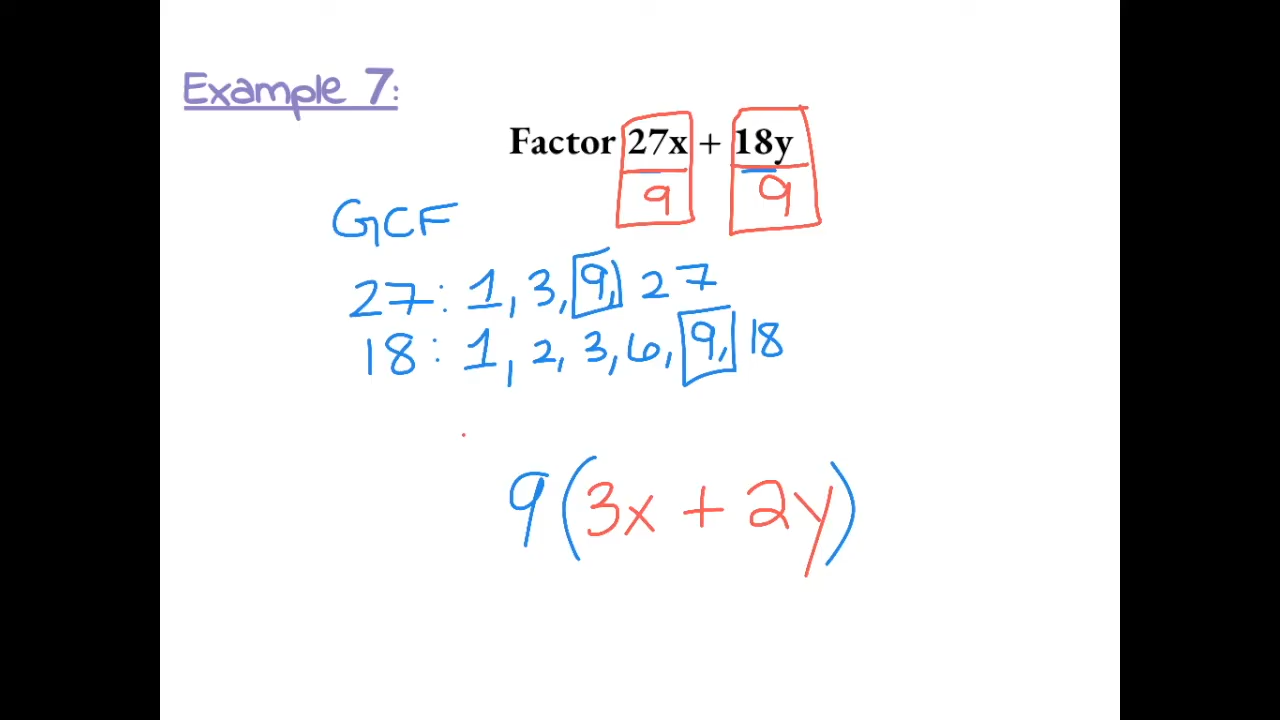 Example 7:
Factor 27x + 18y
9 9
GCF
27: 1, 3, 9, 27
18: 1, 2, 3, 6, 9, 18
9(3x + 2y)